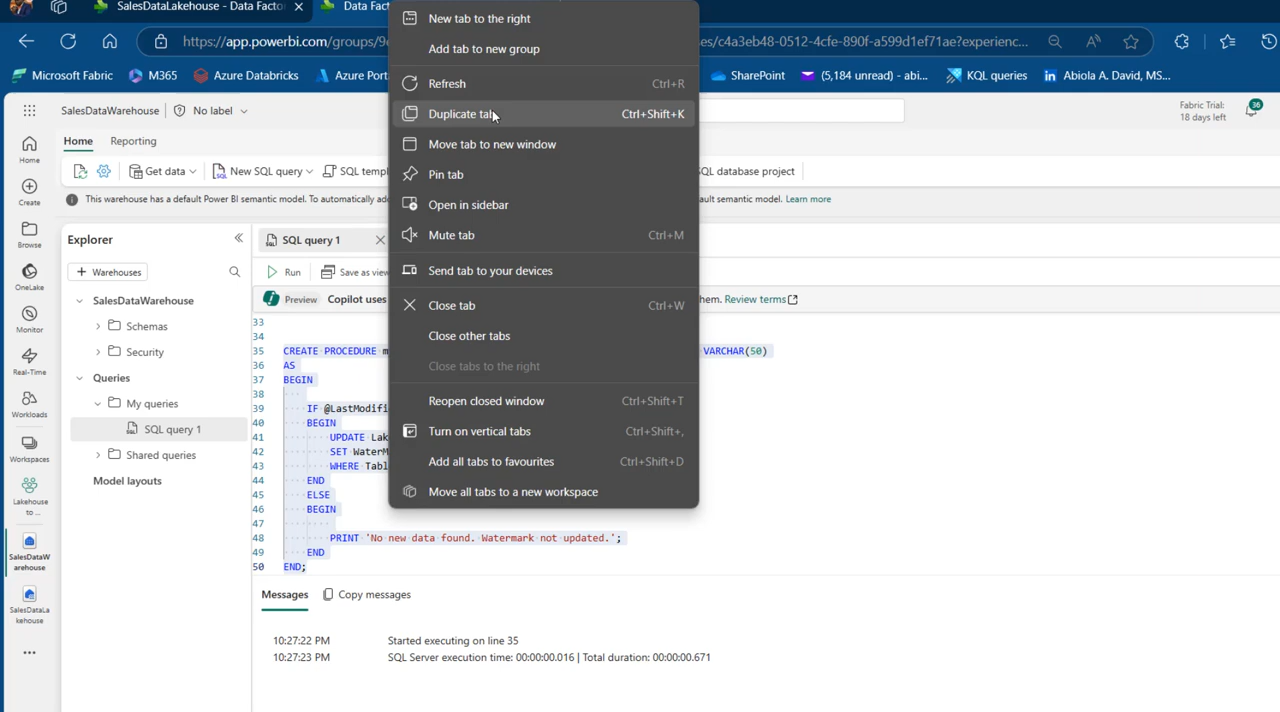 SalesDataLakehouse - Data Facto
Data Fac
https://app.powerbi.com/groups/9
es/c4a3eb48-0512-4cfe-890f-a599d1ef71ae?experienc...
Microsoft Fabric
M365
Azure Databricks
Azure Port
SharePoint
(5,184 unread) - abi...
KQL queries
Abiola A. David, MS...
SalesDataWarehouse
No label
Fabric Trial:
18 days left
36
Home
Reporting
Get data
New SQL query
SQL templ
QL database project
This warehouse has a default Power BI semantic model. To automatically ad
ault semantic model. Learn more
Home
Create
Browse
OneLake
Monitor
Real-Time
Workloads
Workspaces
Lakehouse
to ...
SalesDataW
arehouse
SalesDataLa
kehouse
Explorer
Warehouses
SalesDataWarehouse
Schemas
Security
Queries
My queries
SQL query 1
Shared queries
Model layouts
SQL query 1
Run
Save as view
Preview
Copilot uses
hem. Review terms
33
34
35 CREATE PROCEDURE m VARCHAR(50)
36 AS
37 BEGIN
38
39 IF @LastModifi
40 BEGIN
41 UPDATE Lak
42 SET WaterM
43 WHERE Tabl
44 END
45 ELSE
46 BEGIN
47
48 PRINT 'No new data found. Watermark not updated.';
49 END
50 END;
Messages
Copy messages
10:27:22 PM Started executing on line 35
10:27:23 PM SQL Server execution time: 00:00:00.016 | Total duration: 00:00:00.671
New tab to the right
Add tab to new group
Refresh Ctrl+R
Duplicate tab Ctrl+Shift+K
Move tab to new window
Pin tab
Open in sidebar
Mute tab Ctrl+M
Send tab to your devices
Close tab Ctrl+W
Close other tabs
Close tabs to the right
Reopen closed window Ctrl+Shift+T
Turn on vertical tabs Ctrl+Shift+,
Add all tabs to favourites Ctrl+Shift+D
Move all tabs to a new workspace